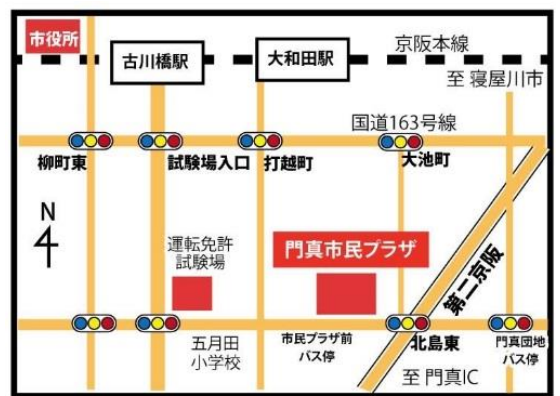 市役所
古川橋駅
大和田駅
京阪本線
至 寝屋川市
国道163号線
柳町東
試験場入口
打越町
大池町
N
運転免許
試験場
門真市民プラザ
第二京阪
五月田
小学校
市民プラザ前
バス停
北島東
門真団地
バス停
至 門真IC